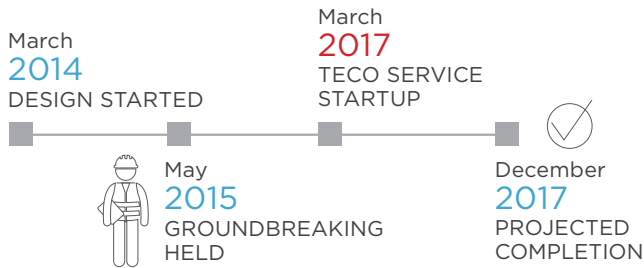 March
2014
DESIGN STARTED
May
2015
GROUNDBREAKING
HELD
March
2017
TECO SERVICE
STARTUP
December
2017
PROJECTED
COMPLETION